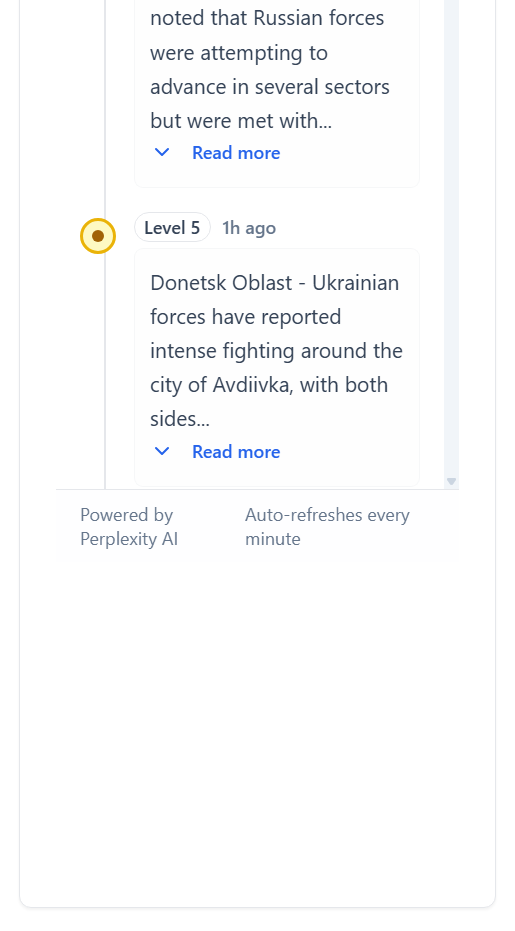 noted that Russian forces
were attempting to
advance in several sectors
but were met with...
Read more
Level 5 1h ago
Donetsk Oblast - Ukrainian
forces have reported
intense fighting around the
city of Avdiivka, with both
sides...
Read more
Powered by
Perplexity AI
Auto-refreshes every
minute